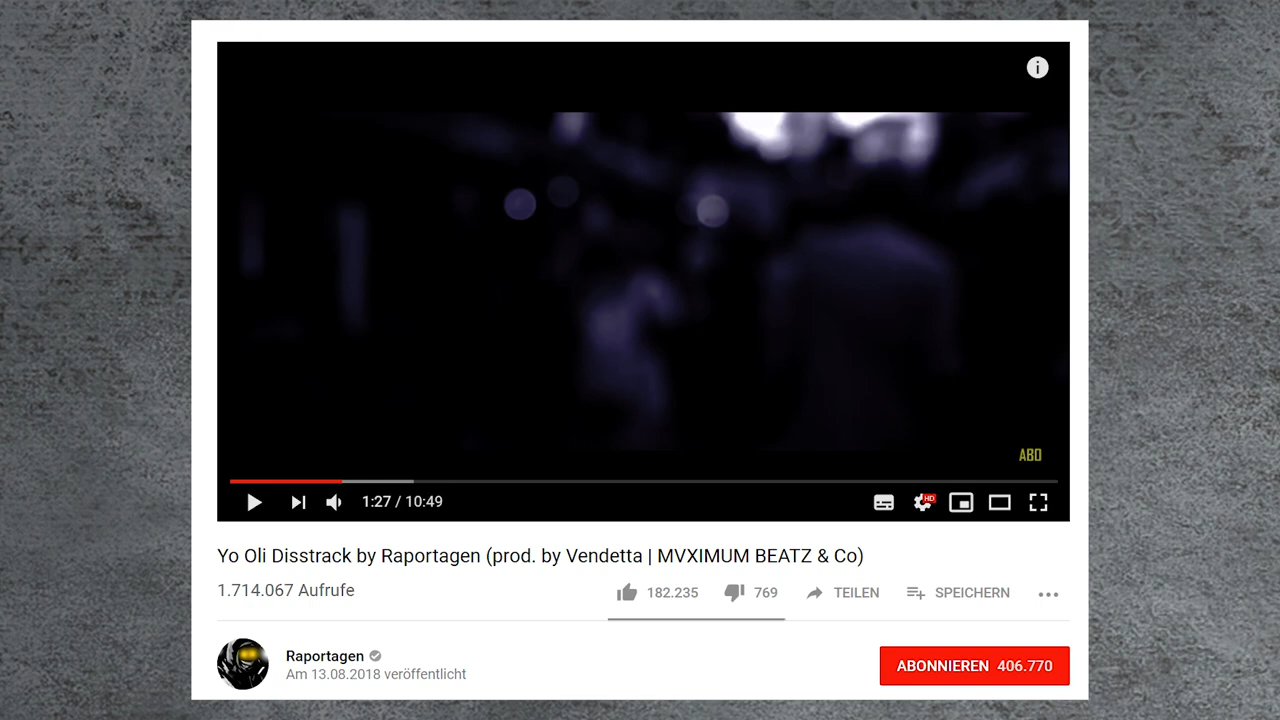 i
ABO
1:27 / 10:49
HD
Yo Oli Disstrack by Raportagen (prod. by Vendetta | MVXIMUM BEATZ & Co)
1.714.067 Aufrufe
182.235 769 TEILEN SPEICHERN
Raportagen
Am 13.08.2018 veröffentlicht
ABONNIEREN 406.770